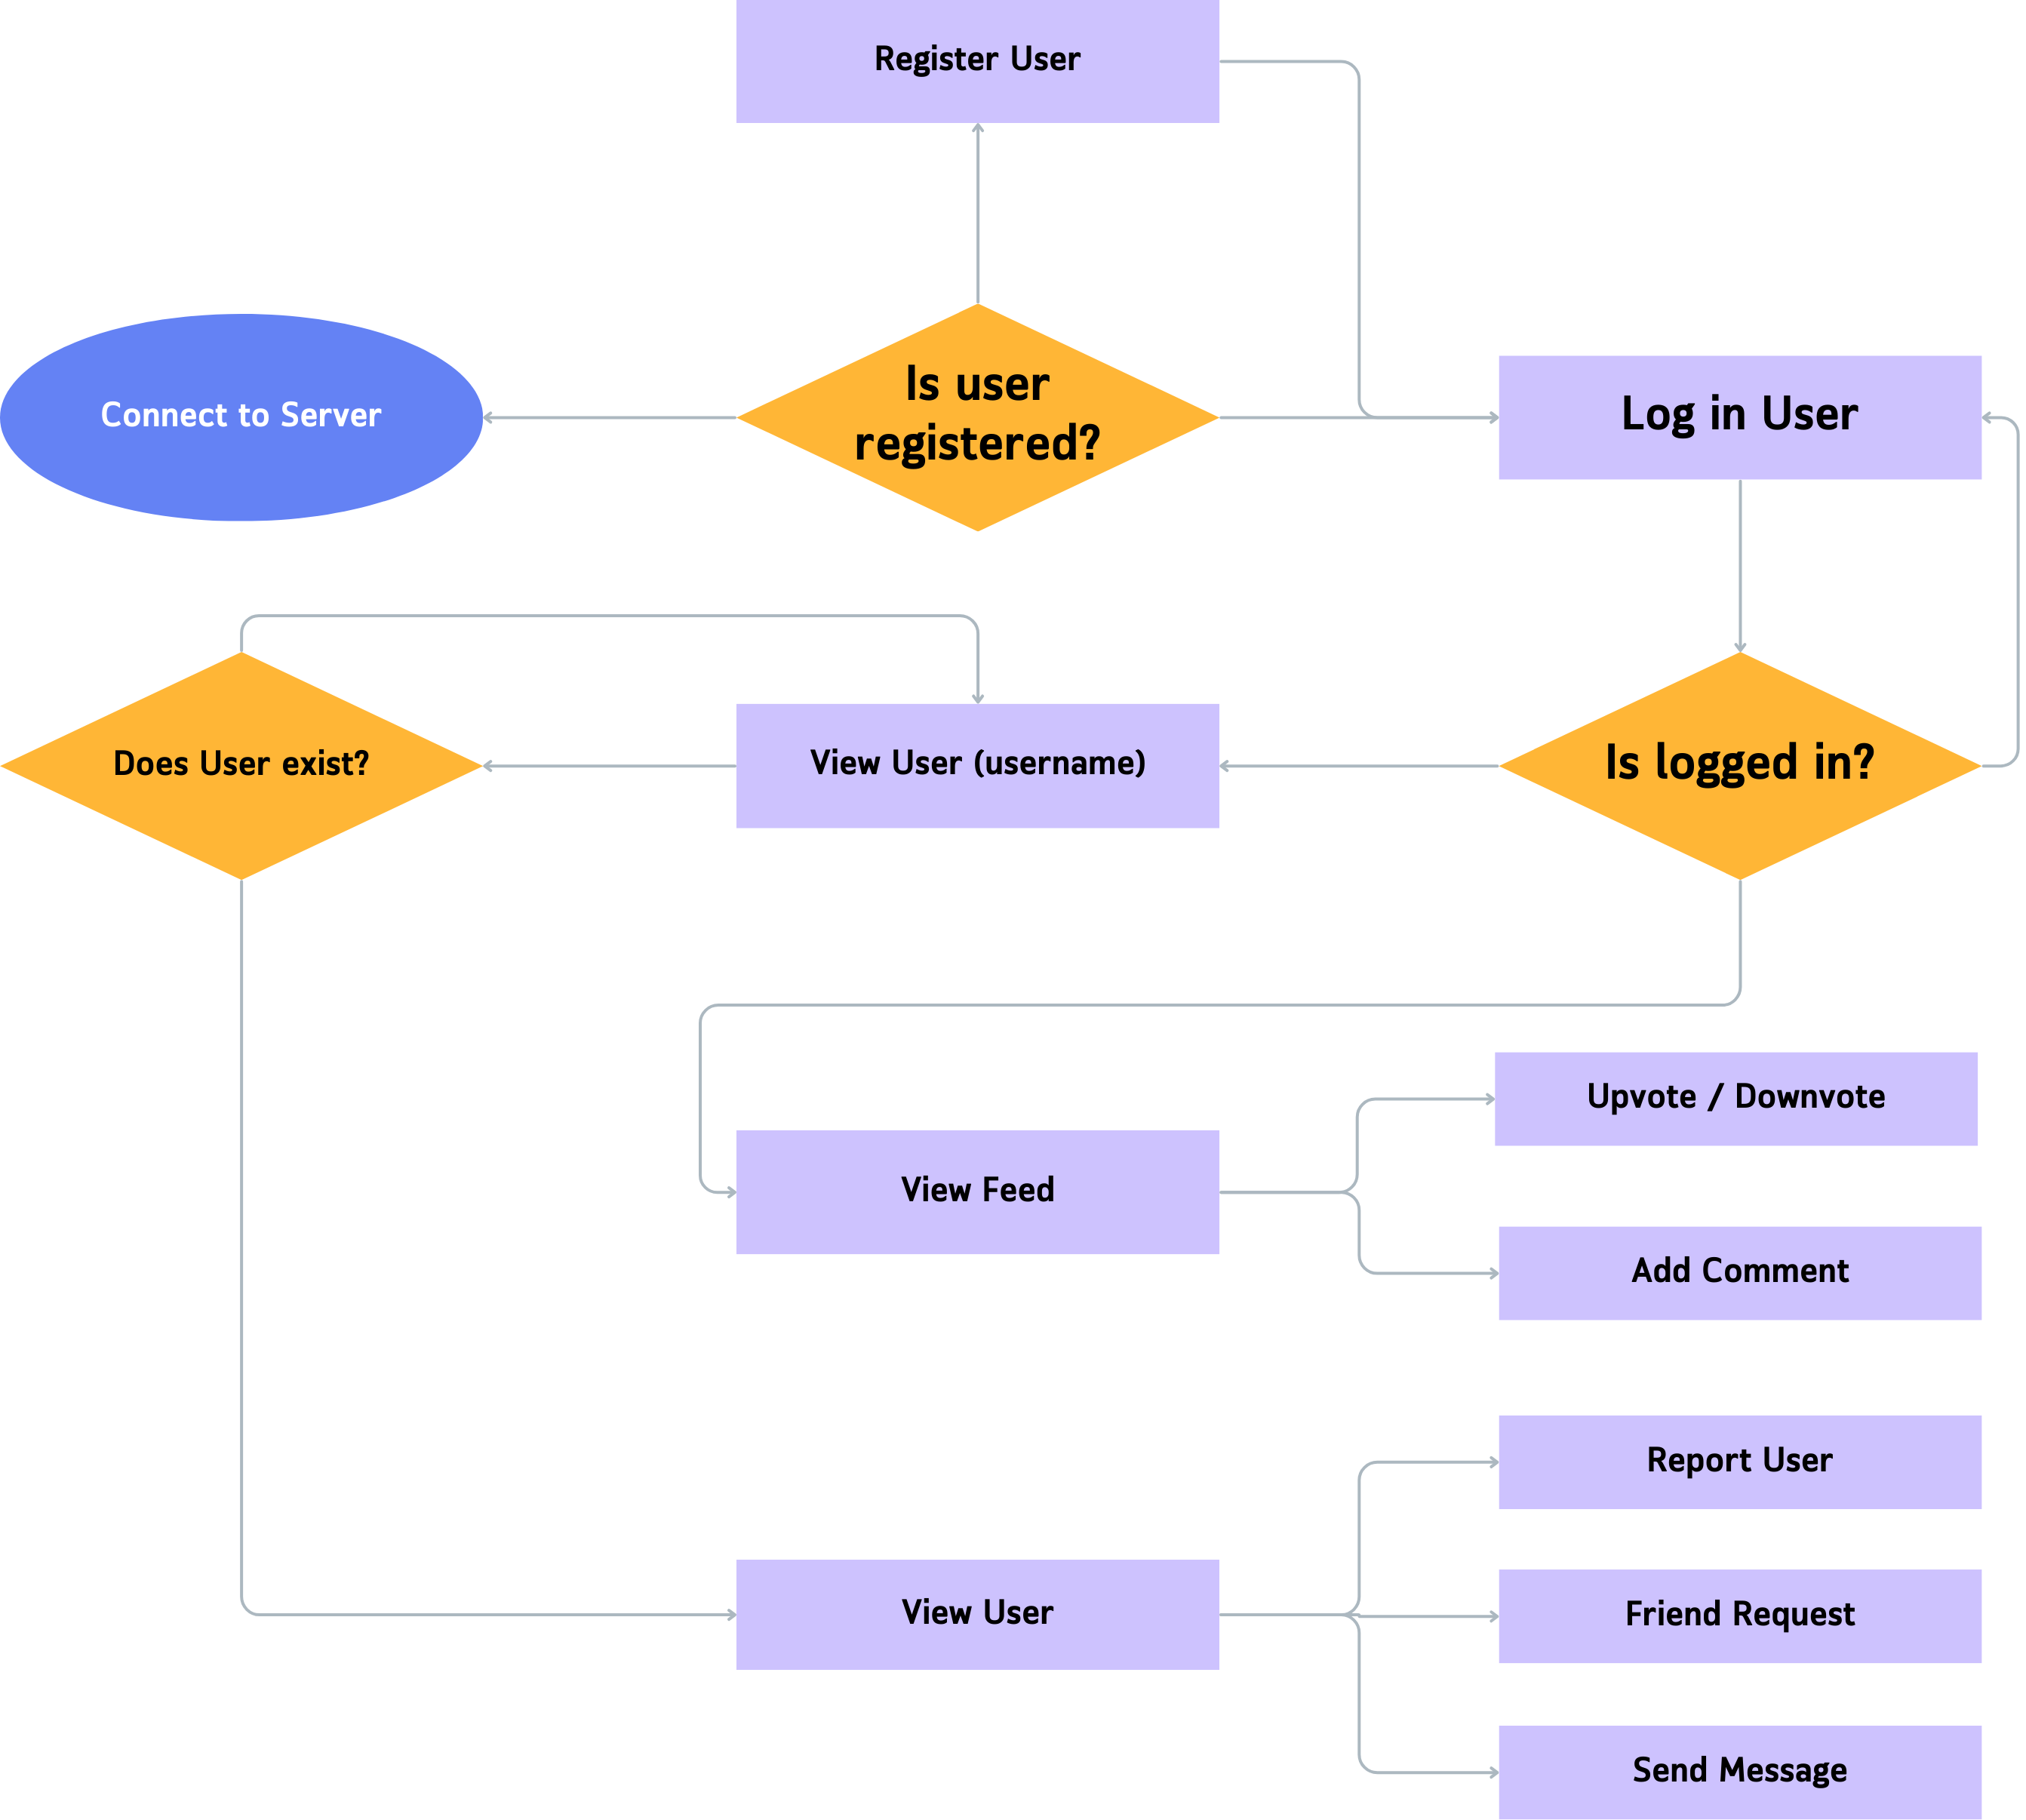 Register User
Connect to Server
Is user
registered?
Log in User
Does User exist?
View User (username)
Is logged in?
Upvote / Downvote
View Feed
Add Comment
Report User
View User
Friend Request
Send Message